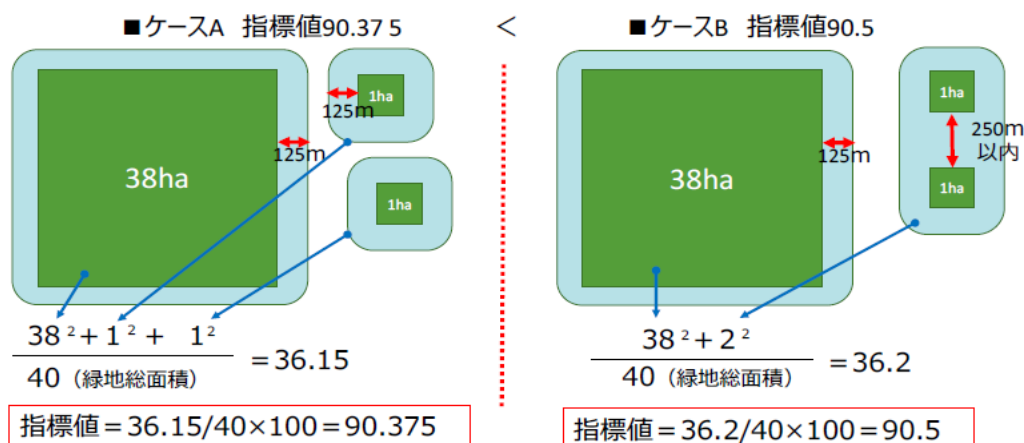 ■ケースA 指標値90.37 5
<
■ケースB 指標値90.5
1ha
125m
125m
38ha
1ha
38 ² + 1 ² + 1²
40（緑地総面積）
=36.15
指標値＝36.15/40×100＝90.375
1ha
250m
以内
125m
38ha
1ha
38 ² + 2 ²
40（緑地総面積）
=36.2
指標値＝36.2/40×100＝90.5